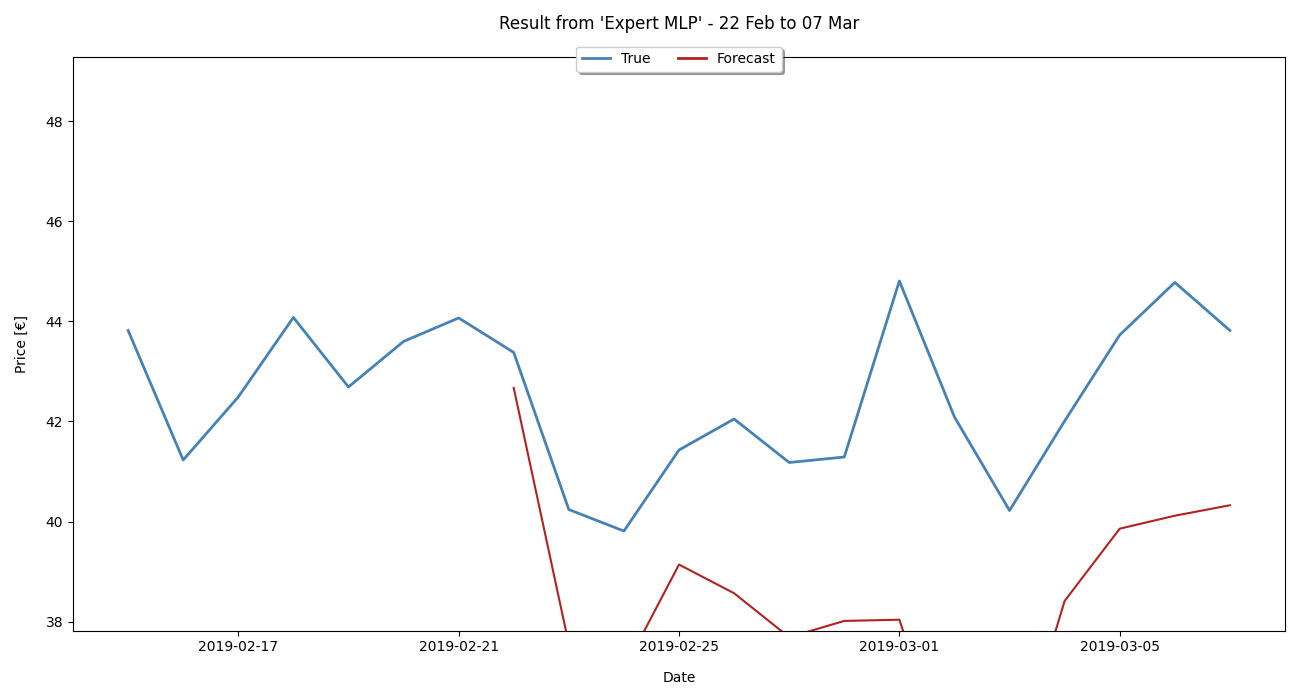 Result from 'Expert MLP' - 22 Feb to 07 Mar
True Forecast
48
46
44
42
40
38
Price [€]
2019-02-17 2019-02-21 2019-02-25 2019-03-01 2019-03-05
Date